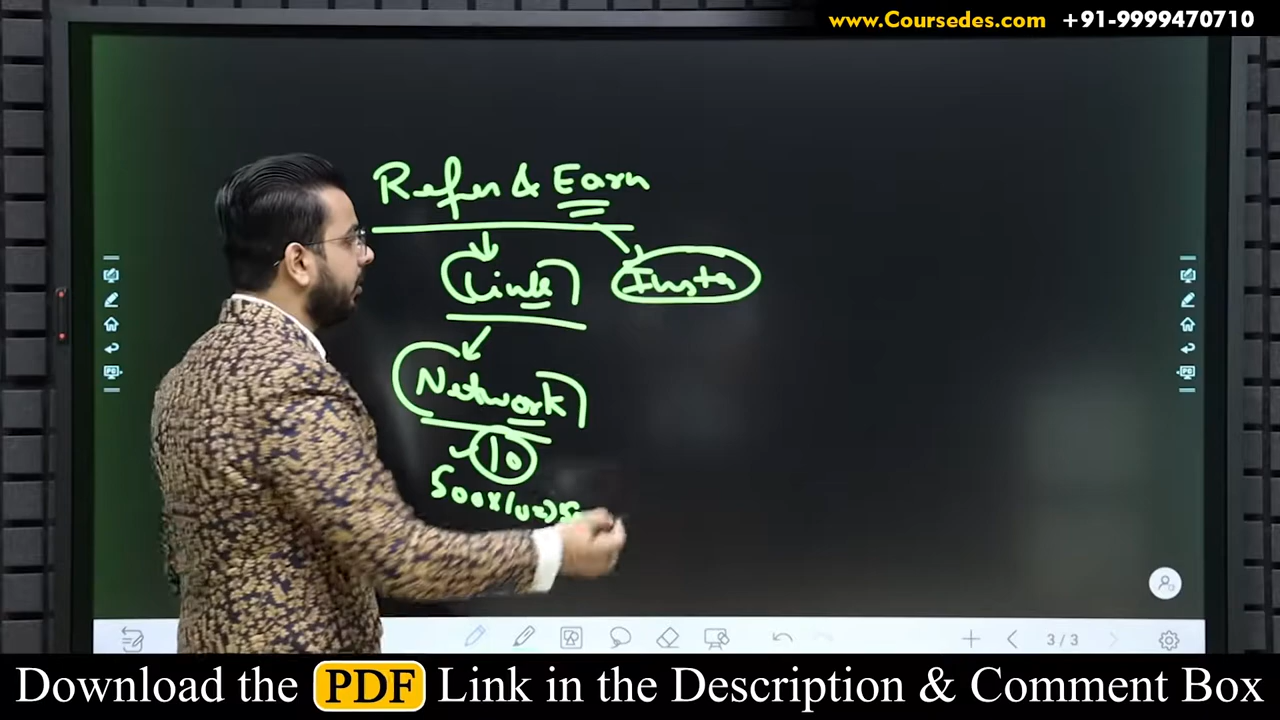 www.Coursedes.com +91-9999470710
Refer & Earn
Link
Insta
Network
10
3/3
Download the PDF Link in the Description & Comment Box